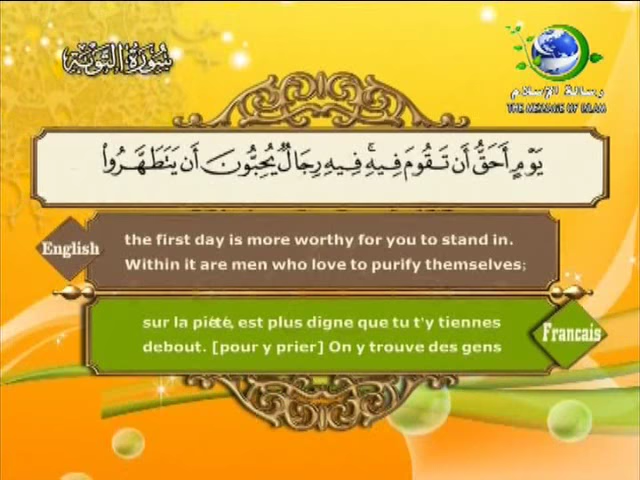 سورة التوبة
رسالة الإسلام
THE MESSAGE OF ISLAM
يَوْمٍ أَحَقُّ أَن تَقُومَ فِيهِ ۚ فِيهِ رِجَالٌ يُحِبُّونَ أَن يَتَطَهَّرُوا
English
the first day is more worthy for you to stand in.
Within it are men who love to purify themselves;
Francais
sur la piété, est plus digne que tu t'y tiennes
debout. [pour y prier] On y trouve des gens